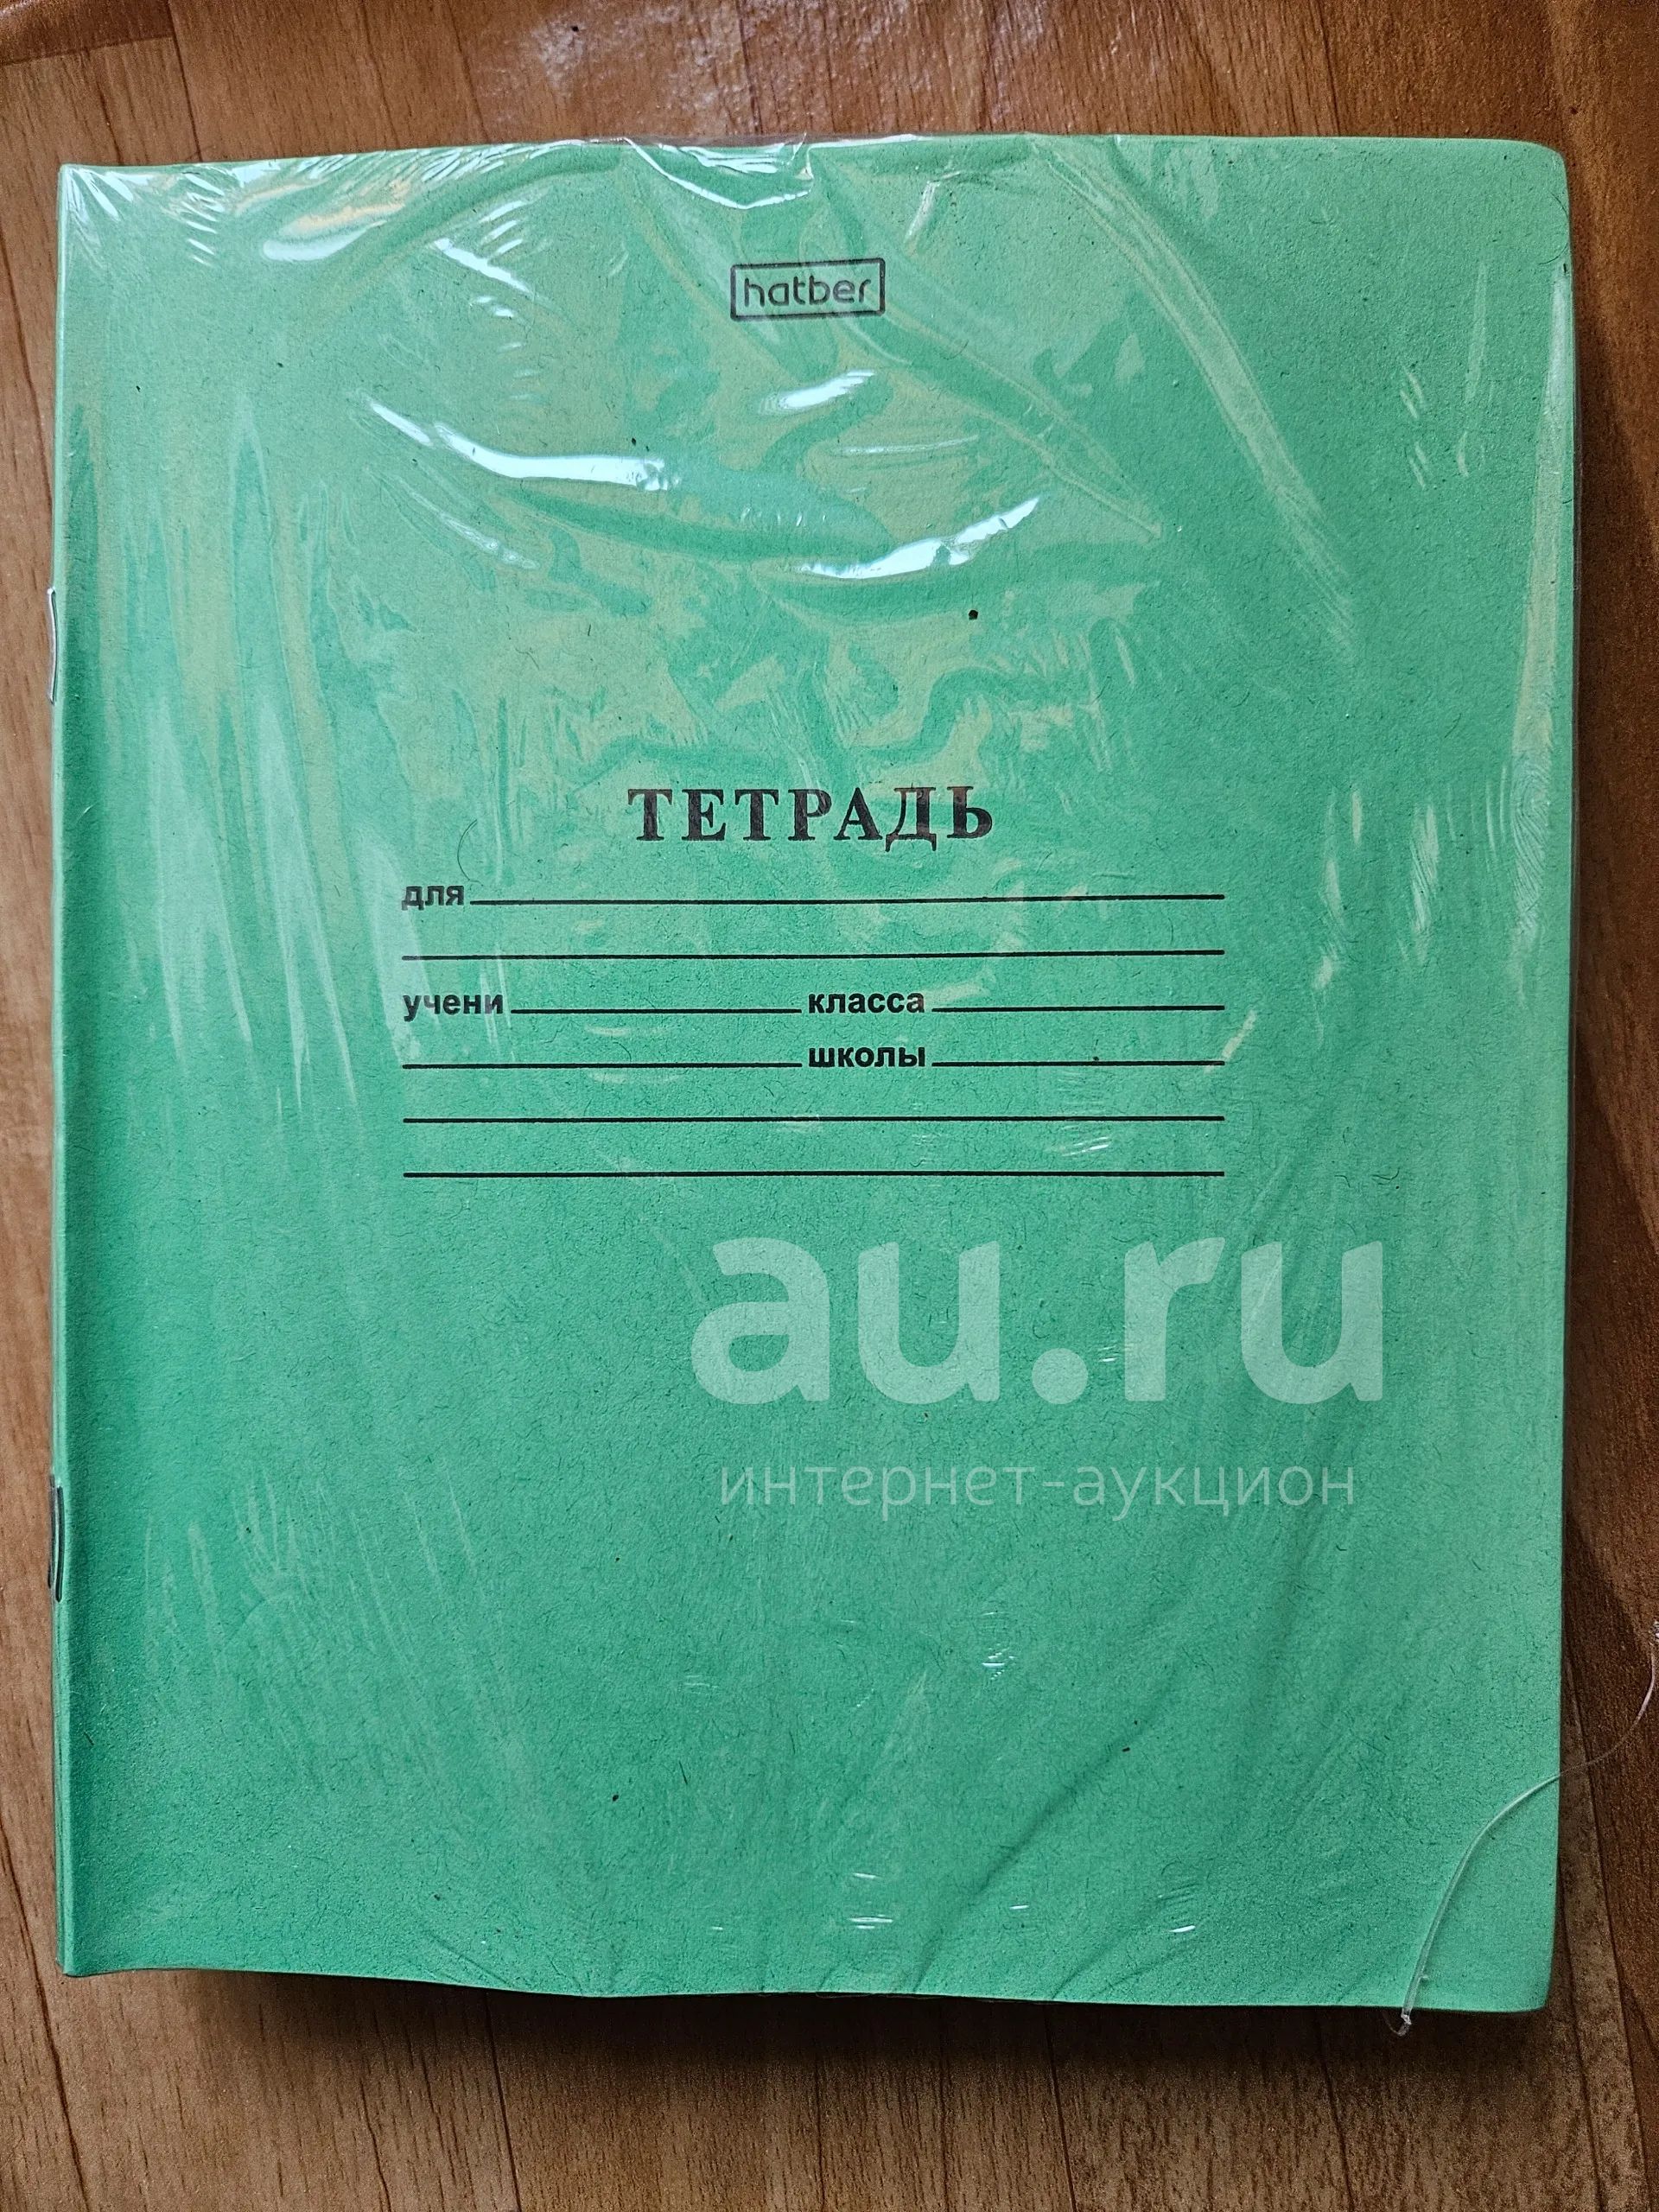 hatber
ТЕТРАДЬ
для
учени класса
школы
au.ru
интернет-аукцион